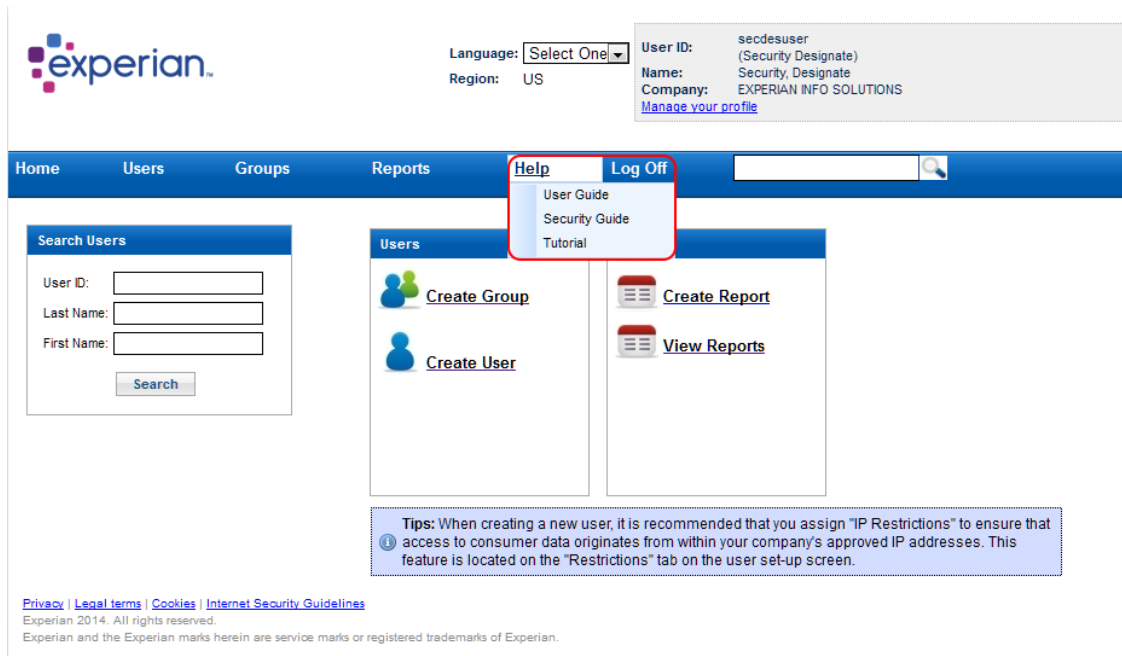 experian™
Language: Select One
Region: US
User ID: secdesuser
(Security Designate)
Name: Security, Designate
Company: EXPERIAN INFO SOLUTIONS
Manage your profile
Home Users Groups Reports Help Log Off
User Guide
Security Guide
Tutorial
Search Users
User ID:
Last Name:
First Name:
Search
Users
Create Group
Create User
Create Report
View Reports
Tips: When creating a new user, it is recommended that you assign "IP Restrictions" to ensure that
access to consumer data originates from within your company's approved IP addresses. This
feature is located on the "Restrictions" tab on the user set-up screen.
Privacy | Legal terms | Cookies | Internet Security Guidelines
Experian 2014. All rights reserved.
Experian and the Experian marks herein are service marks or registered trademarks of Experian.